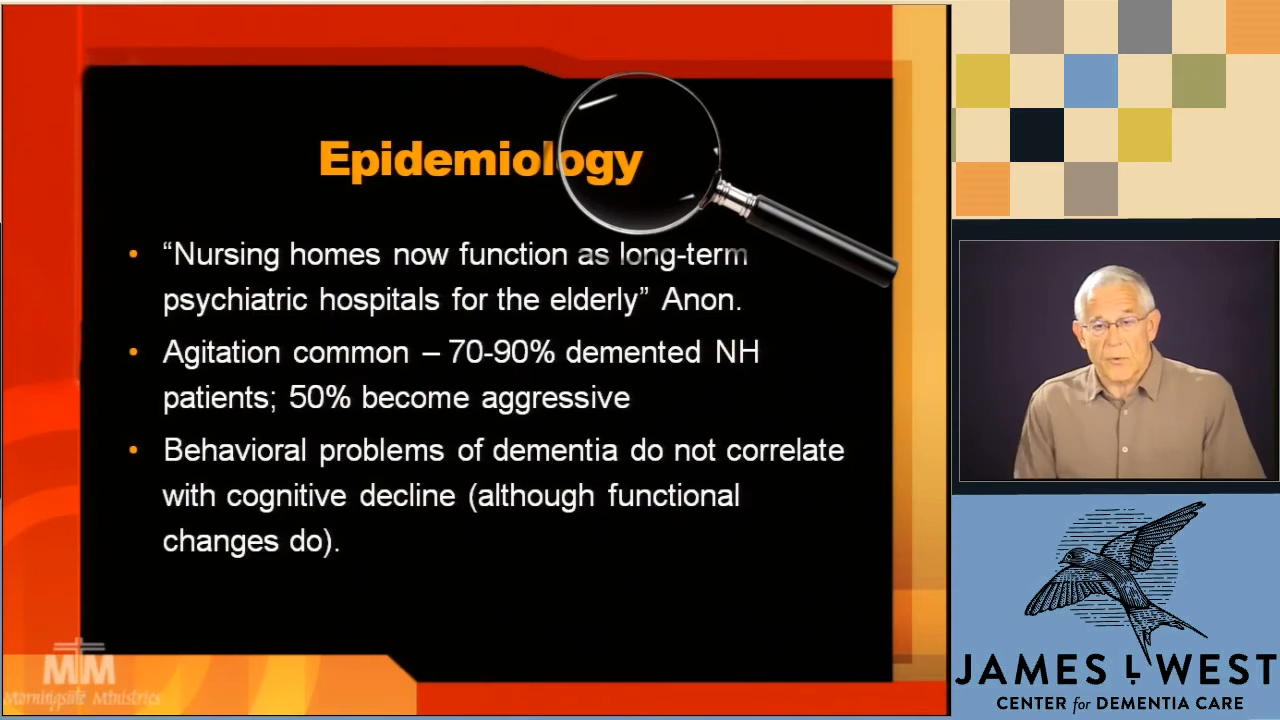 Epidemiology
• “Nursing homes now function as long-term
psychiatric hospitals for the elderly” Anon.
• Agitation common – 70-90% demented NH
patients; 50% become aggressive
• Behavioral problems of dementia do not correlate
with cognitive decline (although functional
changes do).
MM
Morningside Ministries
JAMES L WEST
CENTER for DEMENTIA CARE